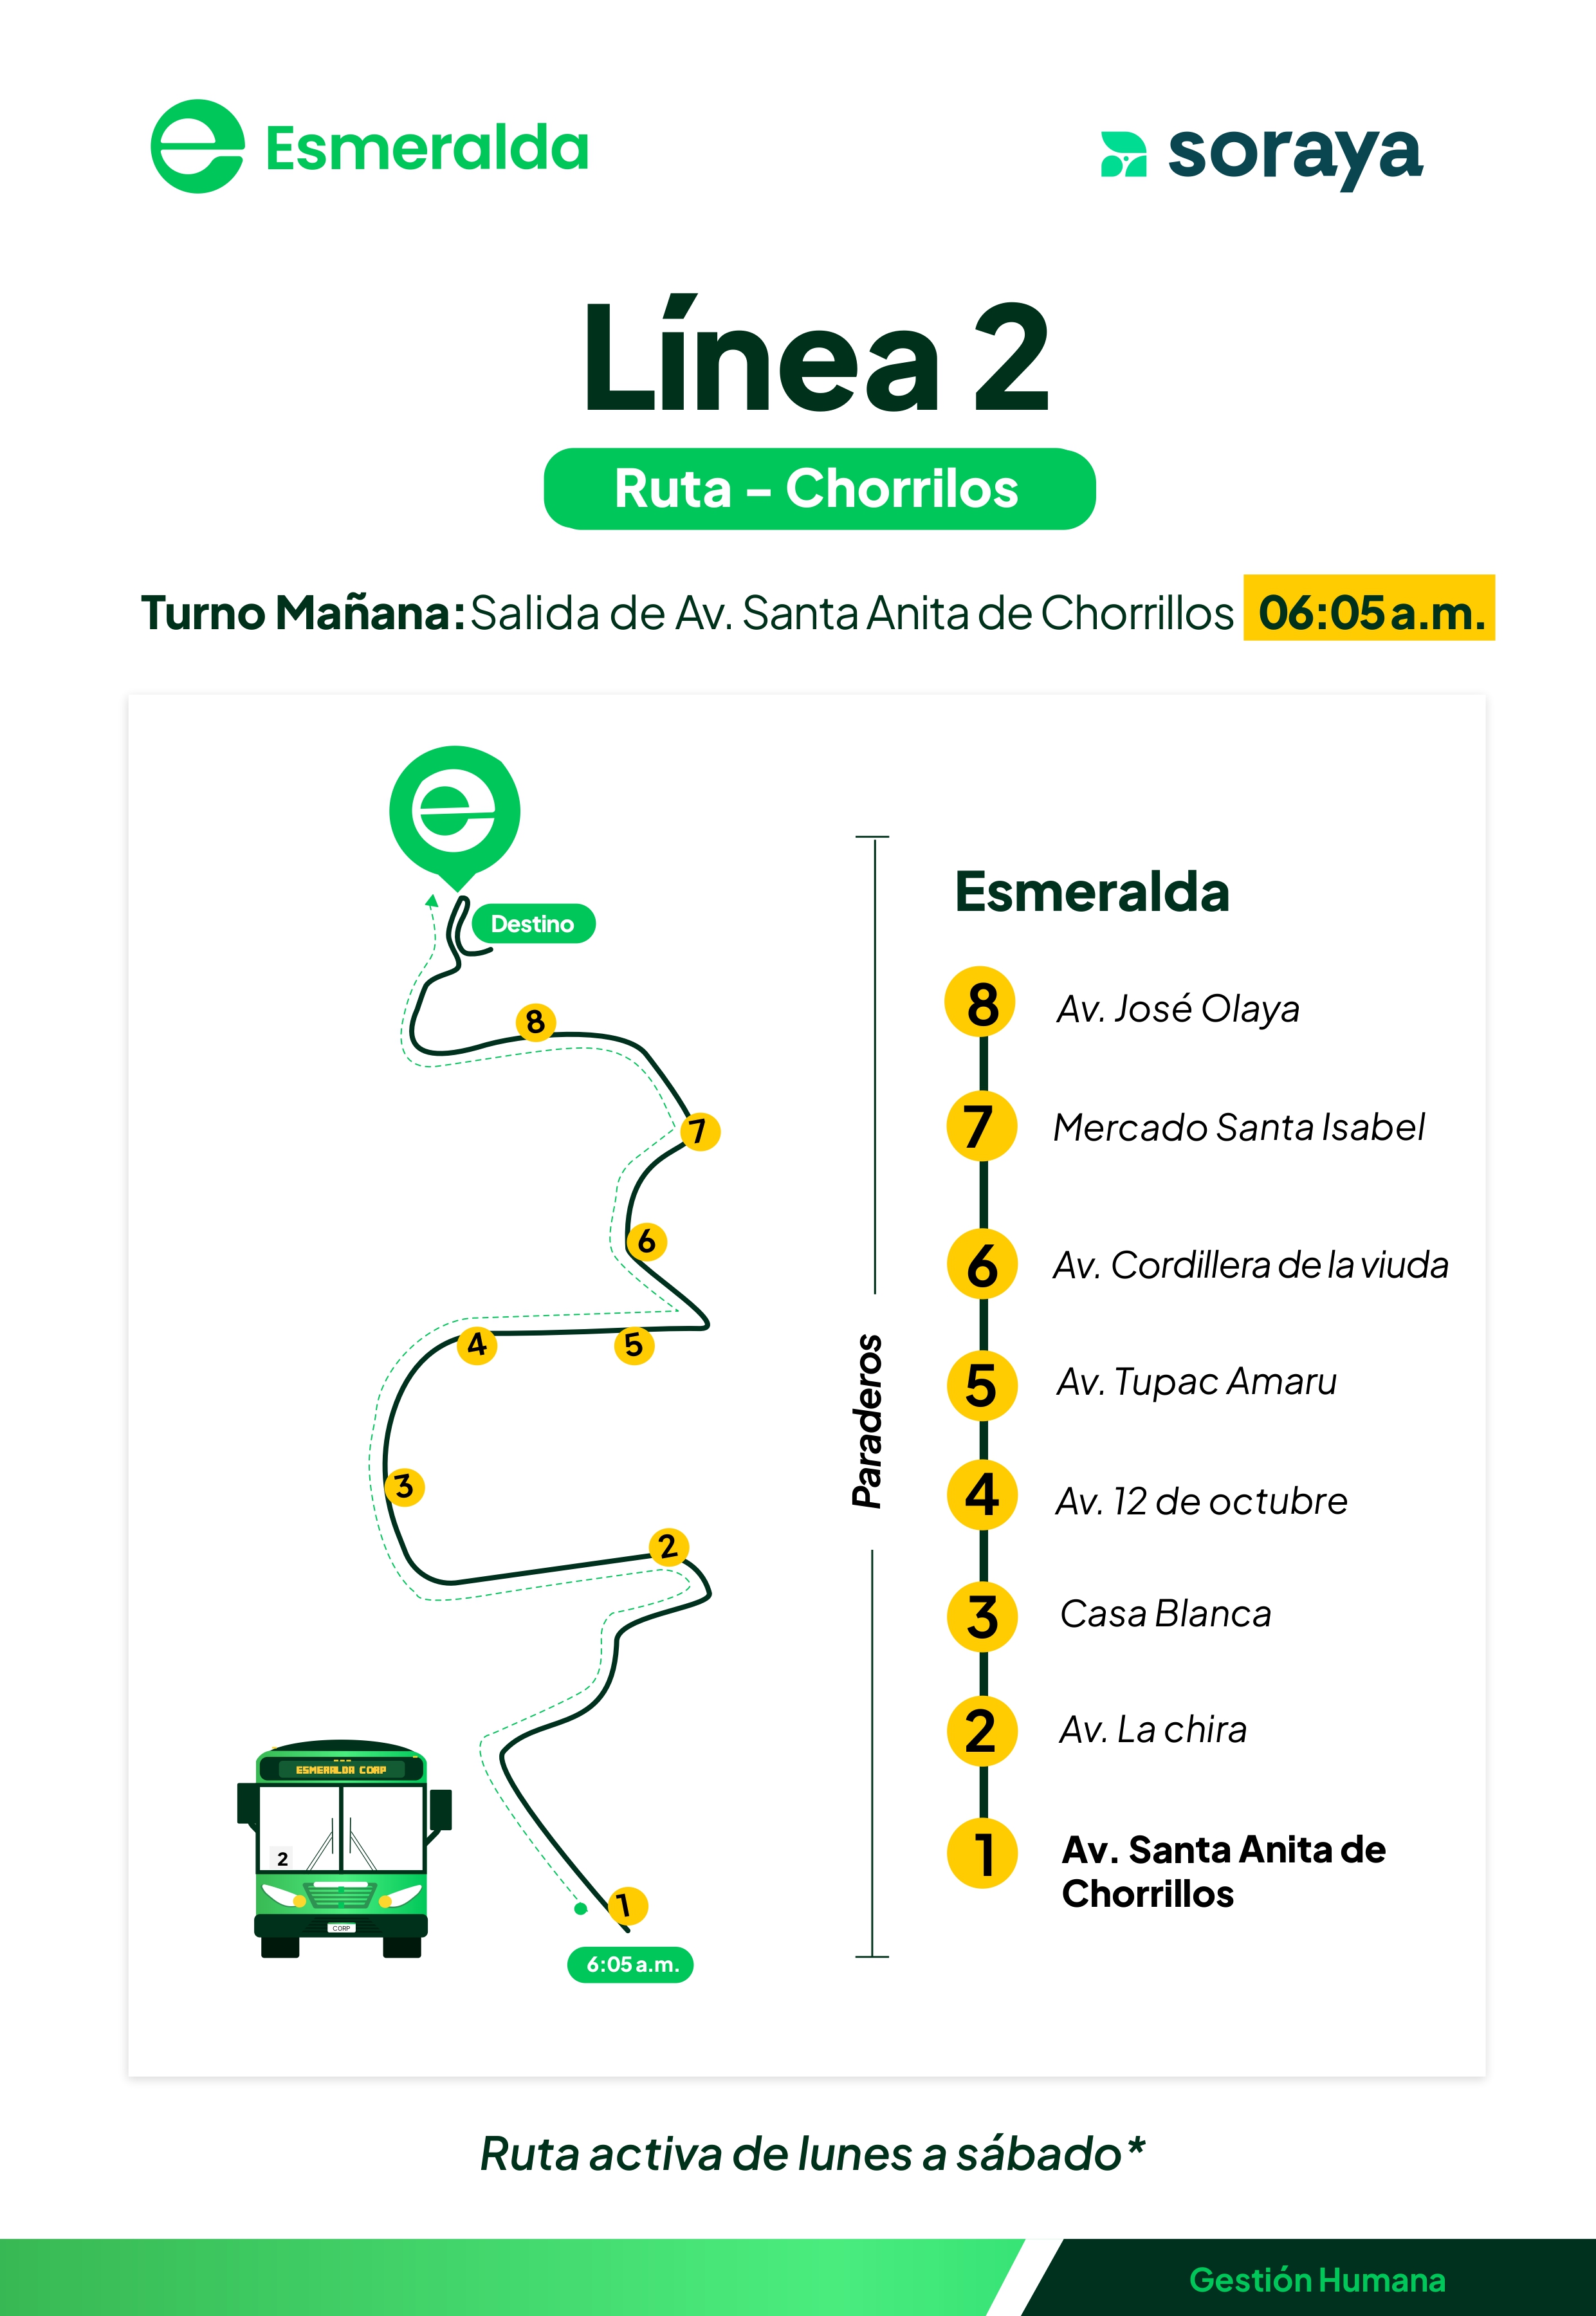 Esmeralda
soraya
Línea 2
Ruta - Chorrilos
Turno Mañana: Salida de Av. Santa Anita de Chorrillos 06:05 a.m.
Destino
8
7
6
5
4
3
2
1
6:05 a.m.
ESMERALDA CORP
2
CORP
Paraderos
Esmeralda
8 Av. José Olaya
7 Mercado Santa Isabel
6 Av. Cordillera de la viuda
5 Av. Tupac Amaru
4 Av. 12 de octubre
3 Casa Blanca
2 Av. La chira
1 Av. Santa Anita de
Chorrillos
Ruta activa de lunes a sábado*
Gestión Humana